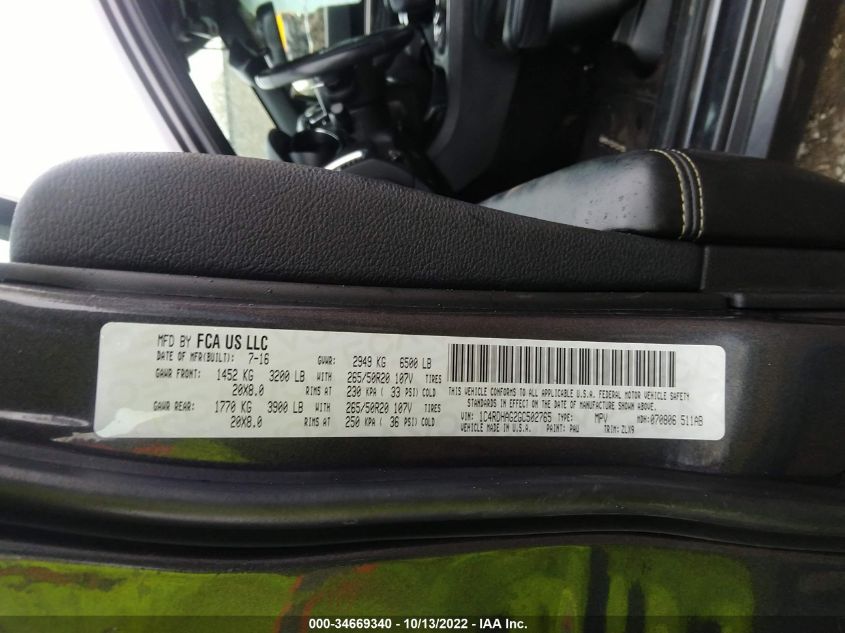 MFD BY FCA US LLC
DATE OF MFR(BUILT): 7-16 GVWR: 2949 KG 6500 LB
GAWR FRONT: 1452 KG 3200 LB WITH 265/50R20 107V TIRES
20X8.0 RIMS AT 230 KPA ( 33 PSI) COLD
GAWR REAR: 1770 KG 3900 LB WITH 265/50R20 107V TIRES
20X8.0 RIMS AT 250 KPA ( 36 PSI) COLD
THIS VEHICLE CONFORMS TO ALL APPLICABLE U.S.A. FEDERAL MOTOR VEHICLE SAFETY
STANDARDS IN EFFECT ON THE DATE OF MANUFACTURE SHOWN ABOVE.
VIN: 1C4RDHAG2GC502765 TYPE: MPV MDH:070806 511AB
VEHICLE MADE IN U.S.A. PAINT: PAU TRIM: ZLX9
000-34669340 - 10/13/2022 - IAA Inc.